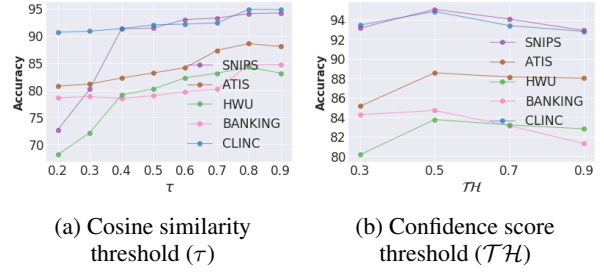 95
90
85
80
75
70
Accuracy
SNIPS
ATIS
HWU
BANKING
CLINC
0.2 0.3 0.4 0.5 0.6 0.7 0.8 0.9
τ
(a) Cosine similarity
threshold (τ)
94
92
90
88
86
84
82
80
Accuracy
SNIPS
ATIS
HWU
BANKING
CLINC
0.3 0.5 0.7 0.9
𝒯ℋ
(b) Confidence score
threshold (𝒯ℋ)